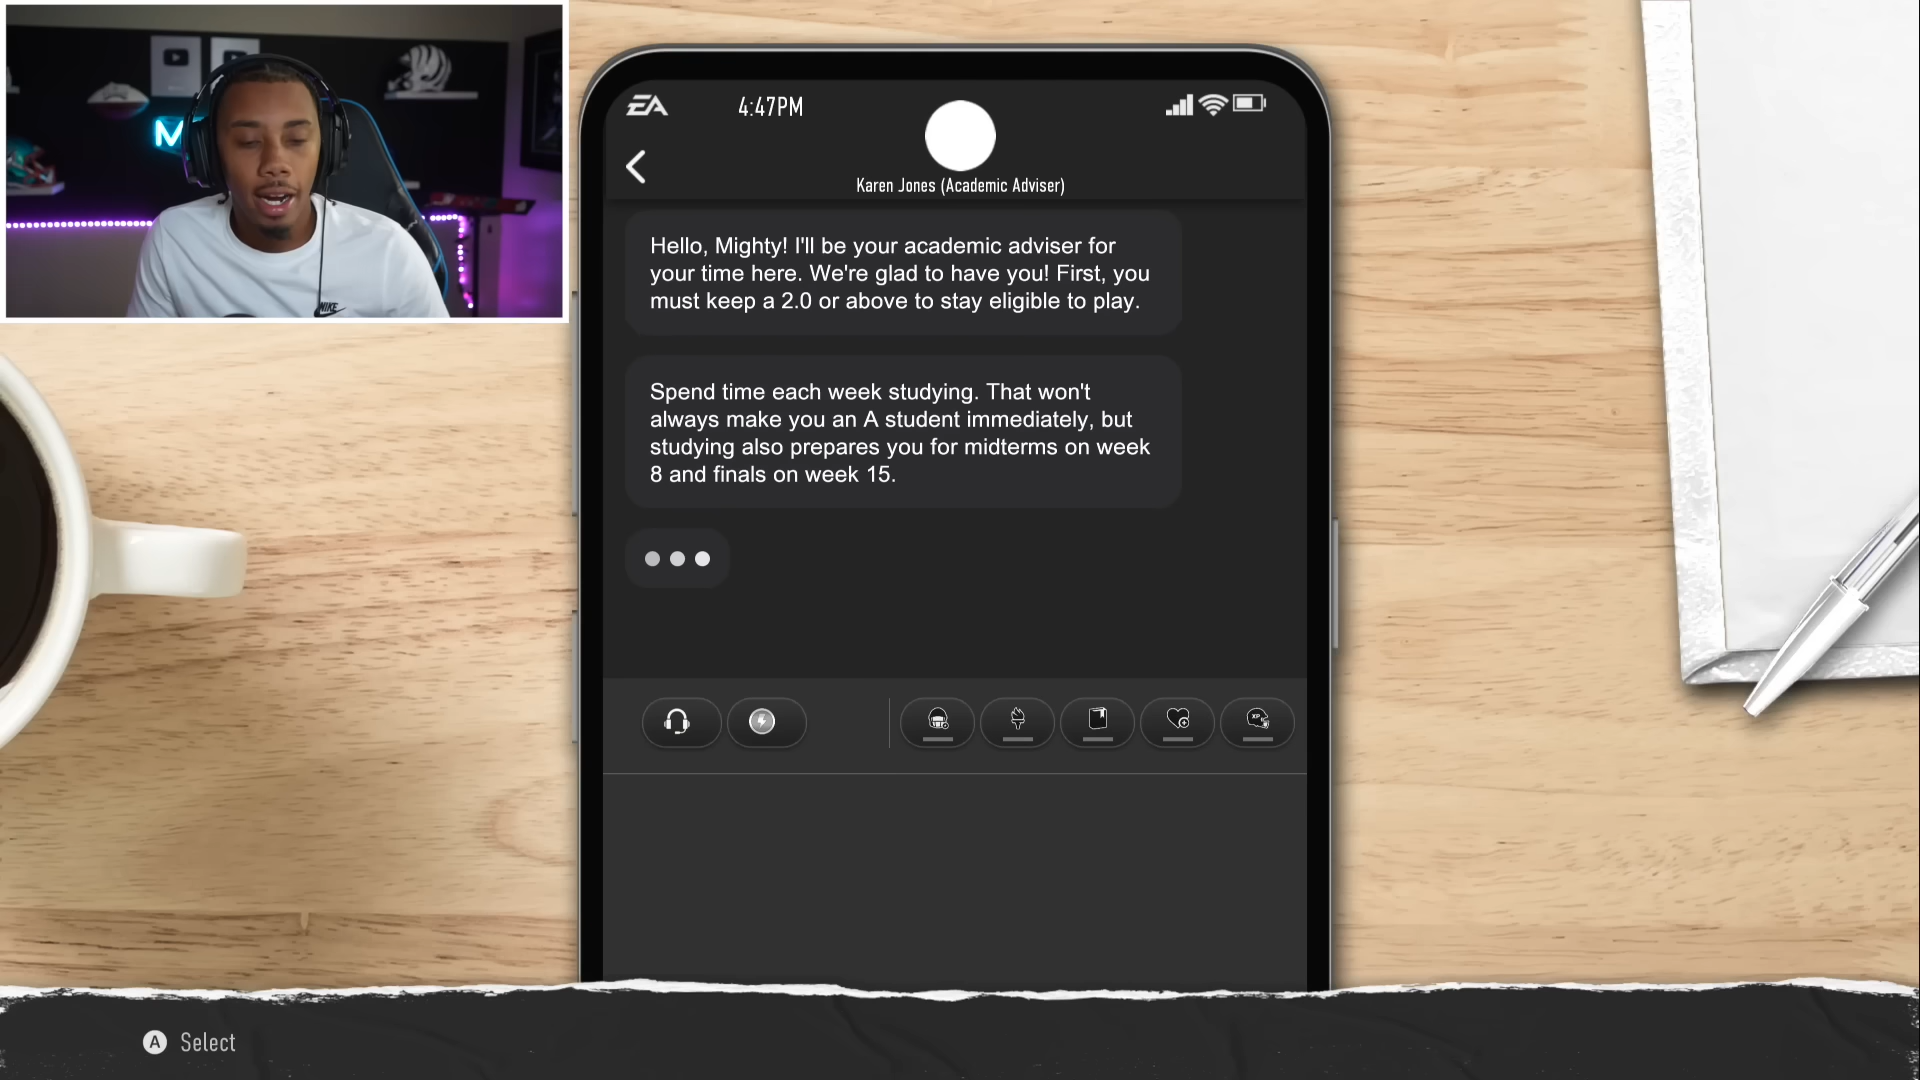 EA
4:47PM
Karen Jones (Academic Adviser)
Hello, Mighty! I'll be your academic adviser for
your time here. We're glad to have you! First, you
must keep a 2.0 or above to stay eligible to play.
Spend time each week studying. That won't
always make you an A student immediately, but
studying also prepares you for midterms on week
8 and finals on week 15.
XP
A Select
M
NIKE